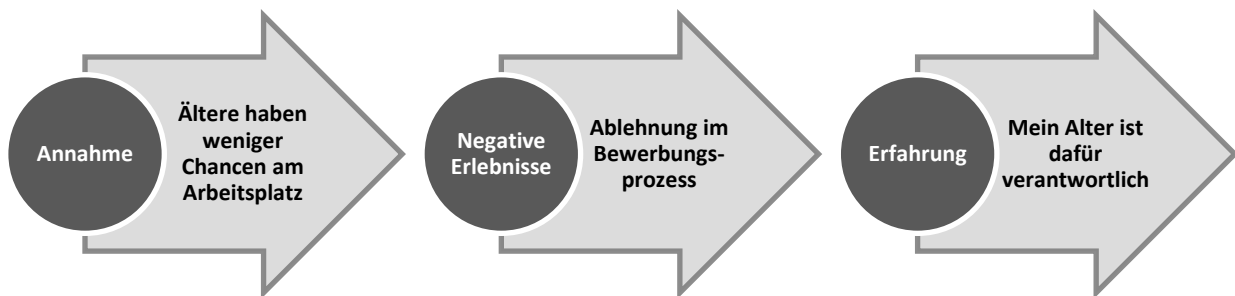 Annahme
Ältere haben
weniger
Chancen am
Arbeitsplatz
Negative
Erlebnisse
Ablehnung im
Bewerbungs-
prozess
Erfahrung
Mein Alter ist
dafür
verantwortlich